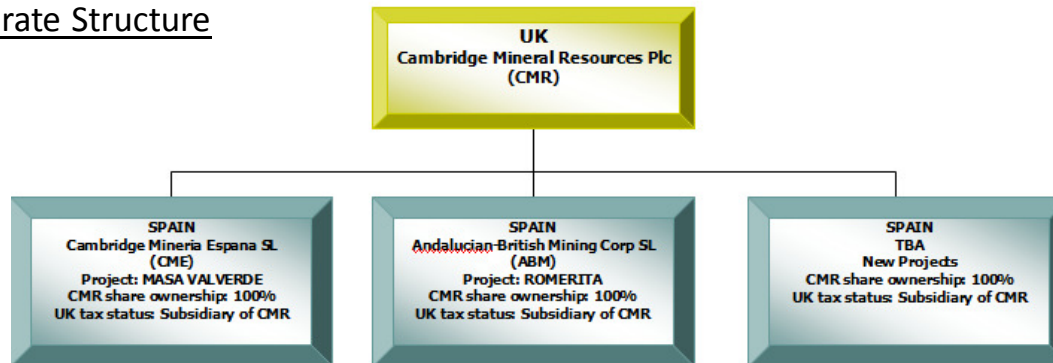 rate Structure
UK
Cambridge Mineral Resources Plc
(CMR)
SPAIN
Cambridge Mineria Espana SL
(CME)
Project: MASA VALVERDE
CMR share ownership: 100%
UK tax status: Subsidiary of CMR
SPAIN
Andalucian-British Mining Corp SL
(ABM)
Project: ROMERITA
CMR share ownership: 100%
UK tax status: Subsidiary of CMR
SPAIN
TBA
New Projects
CMR share ownership: 100%
UK tax status: Subsidiary of CMR